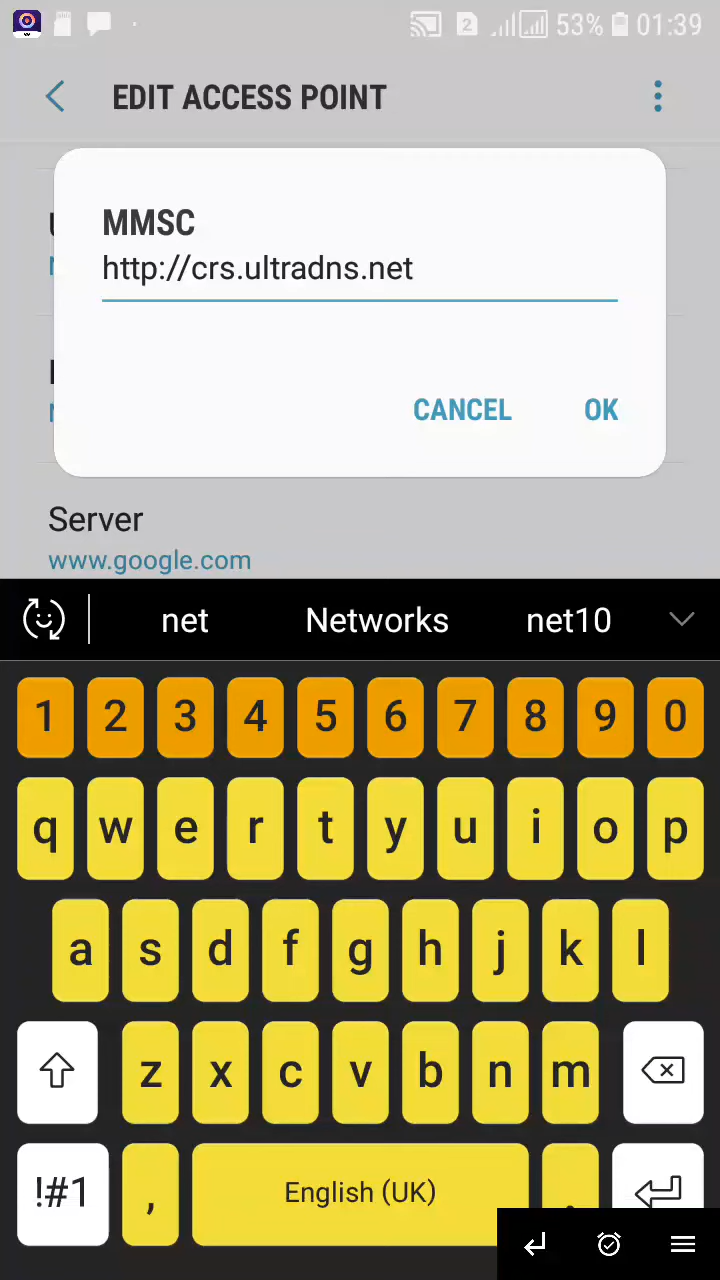 2 53% 01:39
EDIT ACCESS POINT
MMSC
http://crs.ultradns.net
CANCEL OK
Server
www.google.com
net Networks net10
1 2 3 4 5 6 7 8 9 0
q w e r t y u i o p
a s d f g h j k l
z x c v b n m
!#1 , English (UK) .